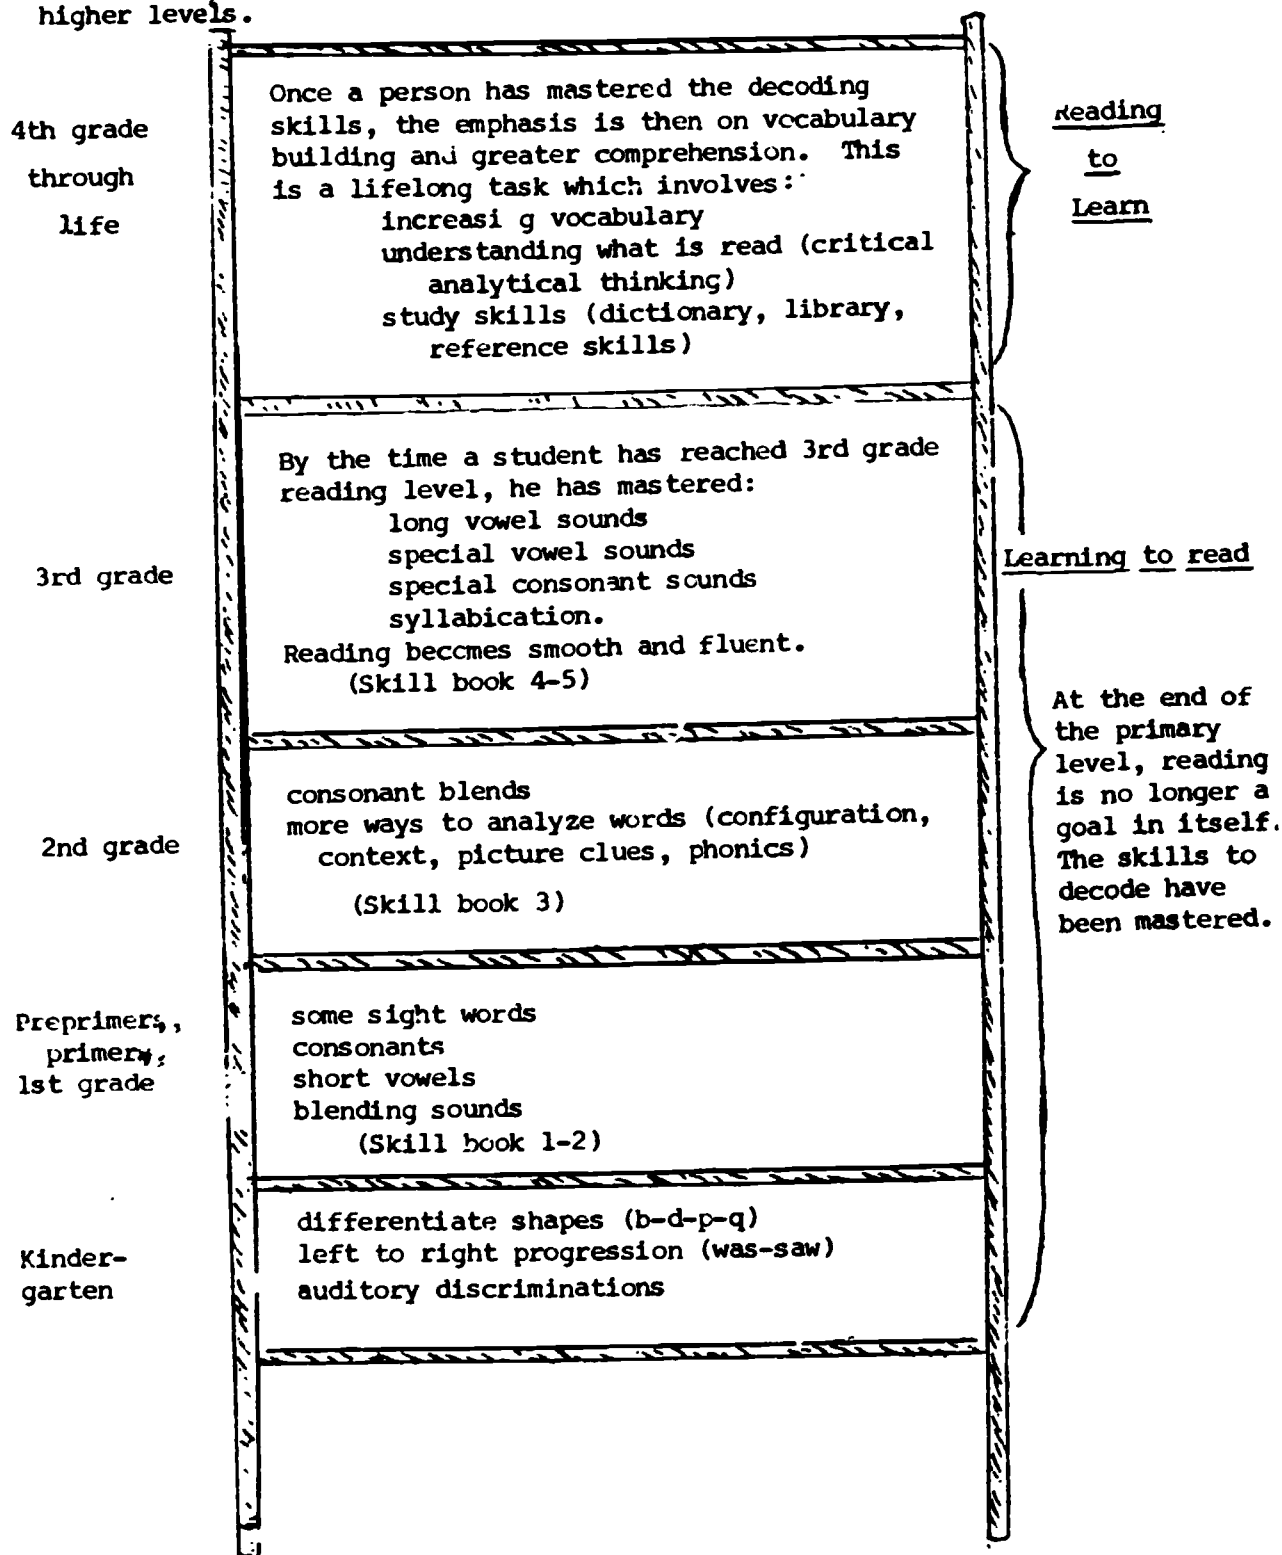 higher levels.
4th grade
through
life
Once a person has mastered the decoding
skills, the emphasis is then on vocabulary
building and greater comprehension. This
is a lifelong task which involves:
increasi g vocabulary
understanding what is read (critical
analytical thinking)
study skills (dictionary, library,
reference skills)
Reading
to
Learn
3rd grade
By the time a student has reached 3rd grade
reading level, he has mastered:
long vowel sounds
special vowel sounds
special consonant sounds
syllabication.
Reading becomes smooth and fluent.
(Skill book 4-5)
Learning to read
At the end of
the primary
level, reading
is no longer a
goal in itself.
The skills to
decode have
been mastered.
2nd grade
consonant blends
more ways to analyze words (configuration,
context, picture clues, phonics)
(Skill book 3)
Preprimers,
primers,
1st grade
some sight words
consonants
short vowels
blending sounds
(Skill book 1-2)
Kinder-
garten
differentiate shapes (b-d-p-q)
left to right progression (was-saw)
auditory discriminations